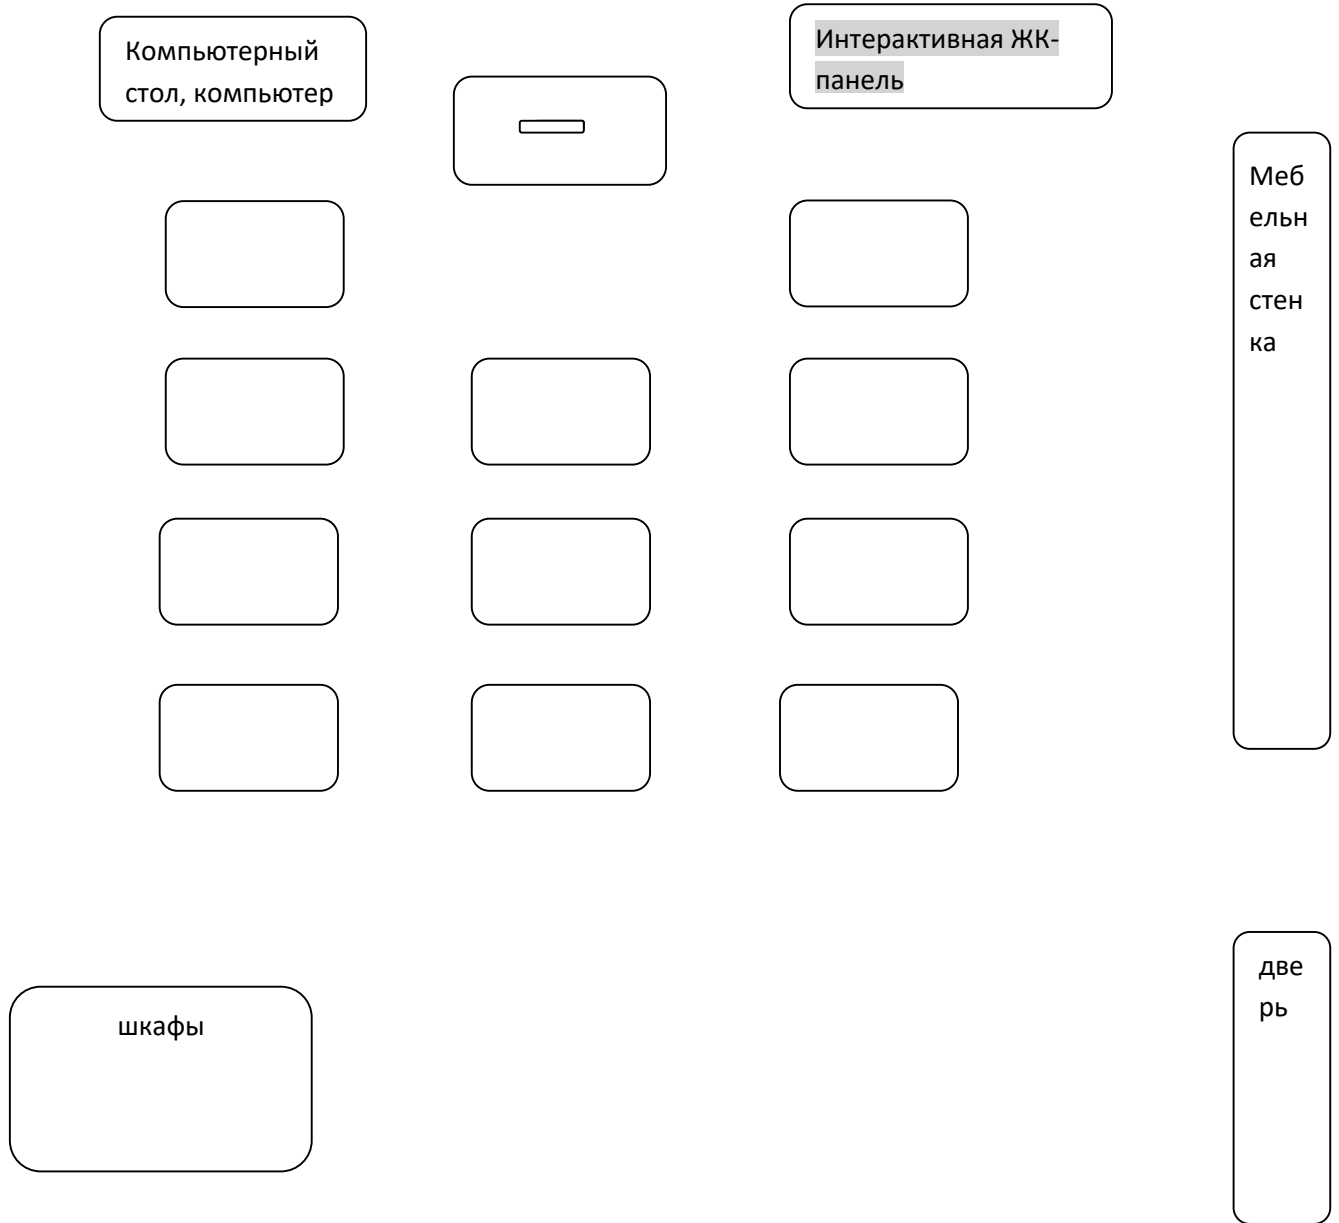 Компьютерный
стол, компьютер
Интерактивная ЖК-
панель
Меб
ельн
ая
стен
ка
две
рь
шкафы